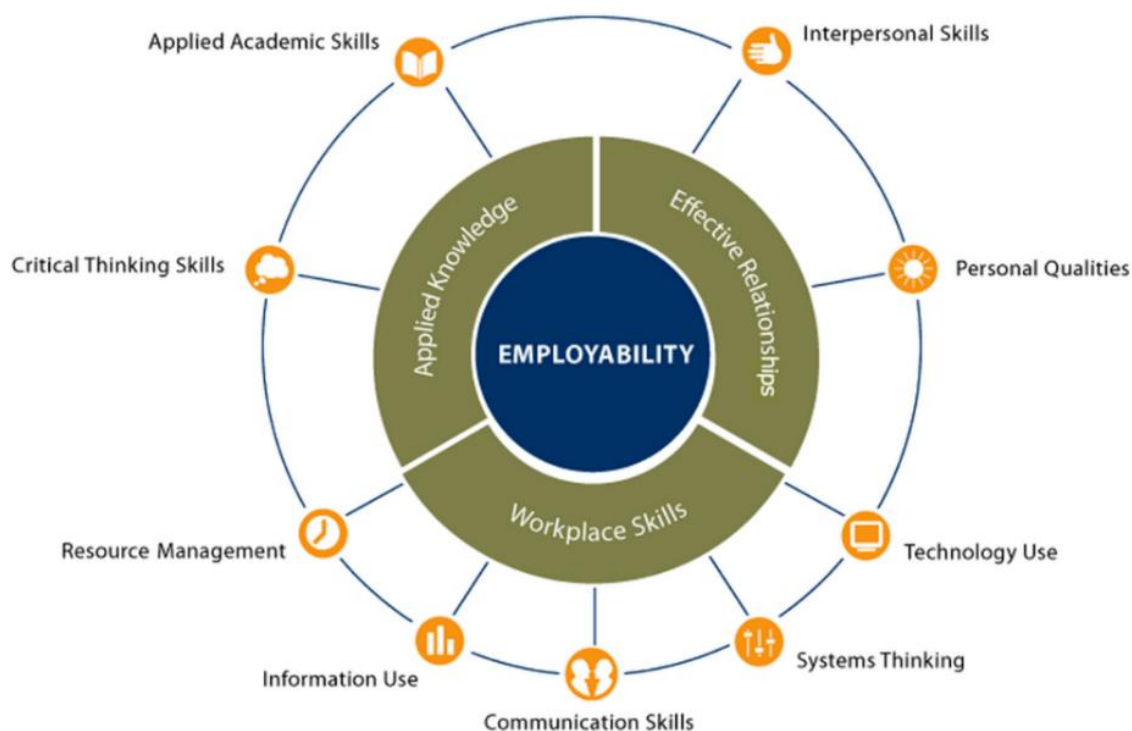 Applied Academic Skills
Interpersonal Skills
Applied Knowledge
Effective Relationships
Critical Thinking Skills
Personal Qualities
EMPLOYABILITY
Workplace Skills
Resource Management
Technology Use
Information Use
Systems Thinking
Communication Skills